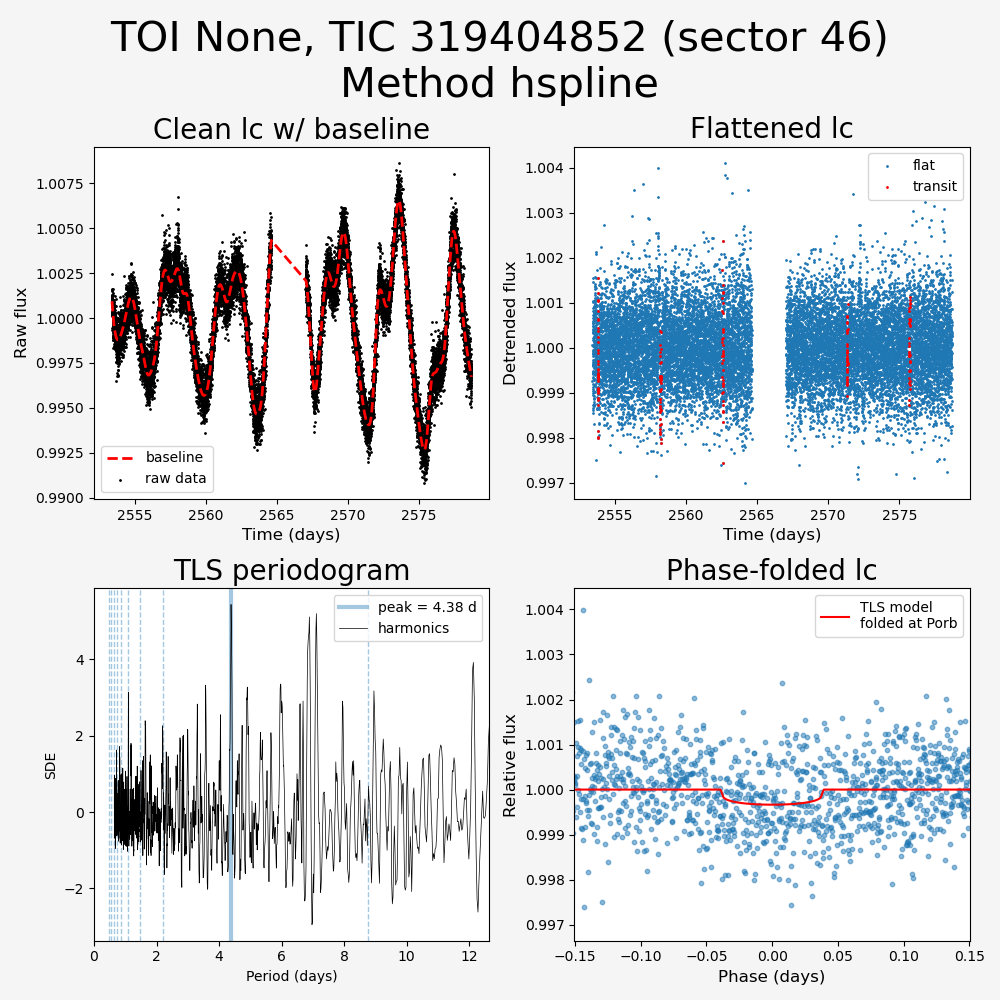 TOI None, TIC 319404852 (sector 46)
Method hspline
Clean lc w/ baseline
Raw flux
1.0075
1.0050
1.0025
1.0000
0.9975
0.9950
0.9925
0.9900
baseline
raw data
2555
2560
2565
2570
2575
Time (days)
Flattened lc
Detrended flux
1.004
1.003
1.002
1.001
1.000
0.999
0.998
0.997
flat
transit
2555
2560
2565
2570
2575
Time (days)
TLS periodogram
SDE
4
2
0
−2
peak = 4.38 d
harmonics
0
2
4
6
8
10
12
Period (days)
Phase-folded lc
Relative flux
1.004
1.003
1.002
1.001
1.000
0.999
0.998
0.997
TLS model
folded at Porb
−0.15
−0.10
−0.05
0.00
0.05
0.10
0.15
Phase (days)